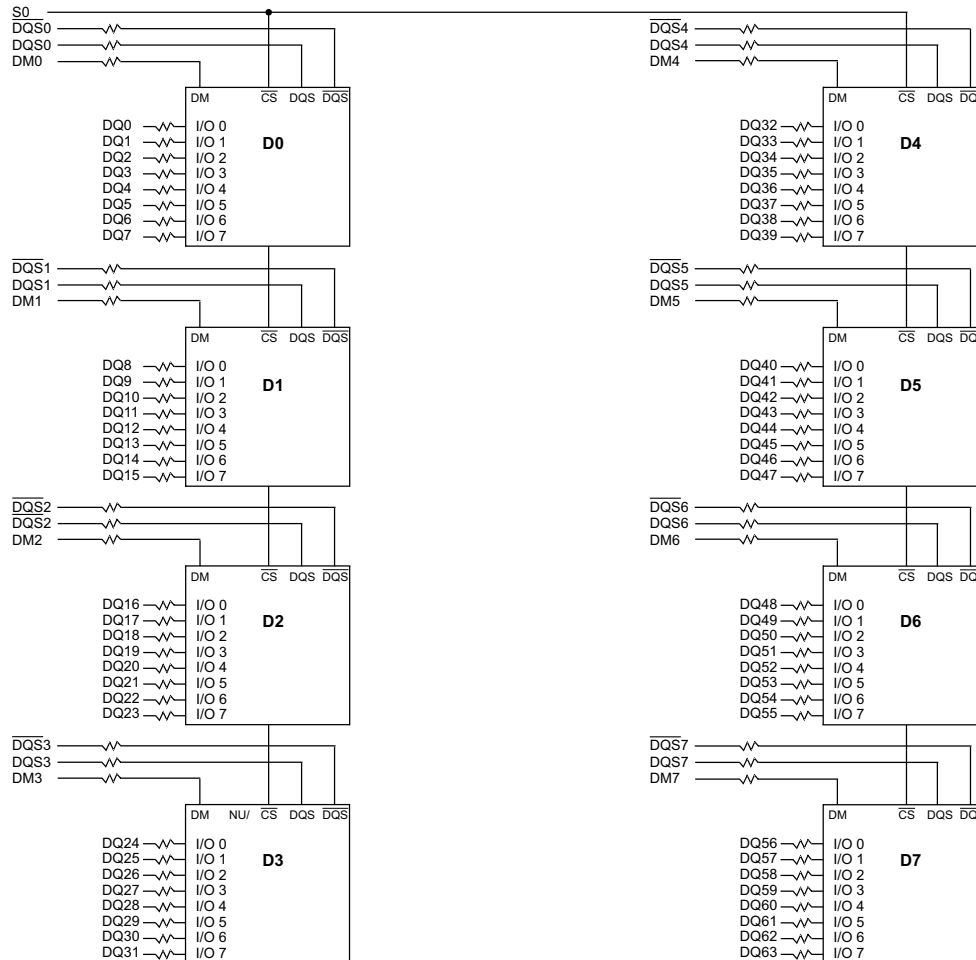 S0
DQS0
DQS0
DM0
DM CS DQS DQS
DQ0 I/O 0
DQ1 I/O 1
DQ2 I/O 2
DQ3 I/O 3
DQ4 I/O 4
DQ5 I/O 5
DQ6 I/O 6
DQ7 I/O 7
D0
DQS1
DQS1
DM1
DM CS DQS DQS
DQ8 I/O 0
DQ9 I/O 1
DQ10 I/O 2
DQ11 I/O 3
DQ12 I/O 4
DQ13 I/O 5
DQ14 I/O 6
DQ15 I/O 7
D1
DQS2
DQS2
DM2
DM CS DQS DQS
DQ16 I/O 0
DQ17 I/O 1
DQ18 I/O 2
DQ19 I/O 3
DQ20 I/O 4
DQ21 I/O 5
DQ22 I/O 6
DQ23 I/O 7
D2
DQS3
DQS3
DM3
DM NU/ CS DQS DQS
DQ24 I/O 0
DQ25 I/O 1
DQ26 I/O 2
DQ27 I/O 3
DQ28 I/O 4
DQ29 I/O 5
DQ30 I/O 6
DQ31 I/O 7
D3
DQS4
DQS4
DM4
DM CS DQS DQ
DQ32 I/O 0
DQ33 I/O 1
DQ34 I/O 2
DQ35 I/O 3
DQ36 I/O 4
DQ37 I/O 5
DQ38 I/O 6
DQ39 I/O 7
D4
DQS5
DQS5
DM5
DM CS DQS DQ
DQ40 I/O 0
DQ41 I/O 1
DQ42 I/O 2
DQ43 I/O 3
DQ44 I/O 4
DQ45 I/O 5
DQ46 I/O 6
DQ47 I/O 7
D5
DQS6
DQS6
DM6
DM CS DQS DQ
DQ48 I/O 0
DQ49 I/O 1
DQ50 I/O 2
DQ51 I/O 3
DQ52 I/O 4
DQ53 I/O 5
DQ54 I/O 6
DQ55 I/O 7
D6
DQS7
DQS7
DM7
DM CS DQS DQ
DQ56 I/O 0
DQ57 I/O 1
DQ58 I/O 2
DQ59 I/O 3
DQ60 I/O 4
DQ61 I/O 5
DQ62 I/O 6
DQ63 I/O 7
D7